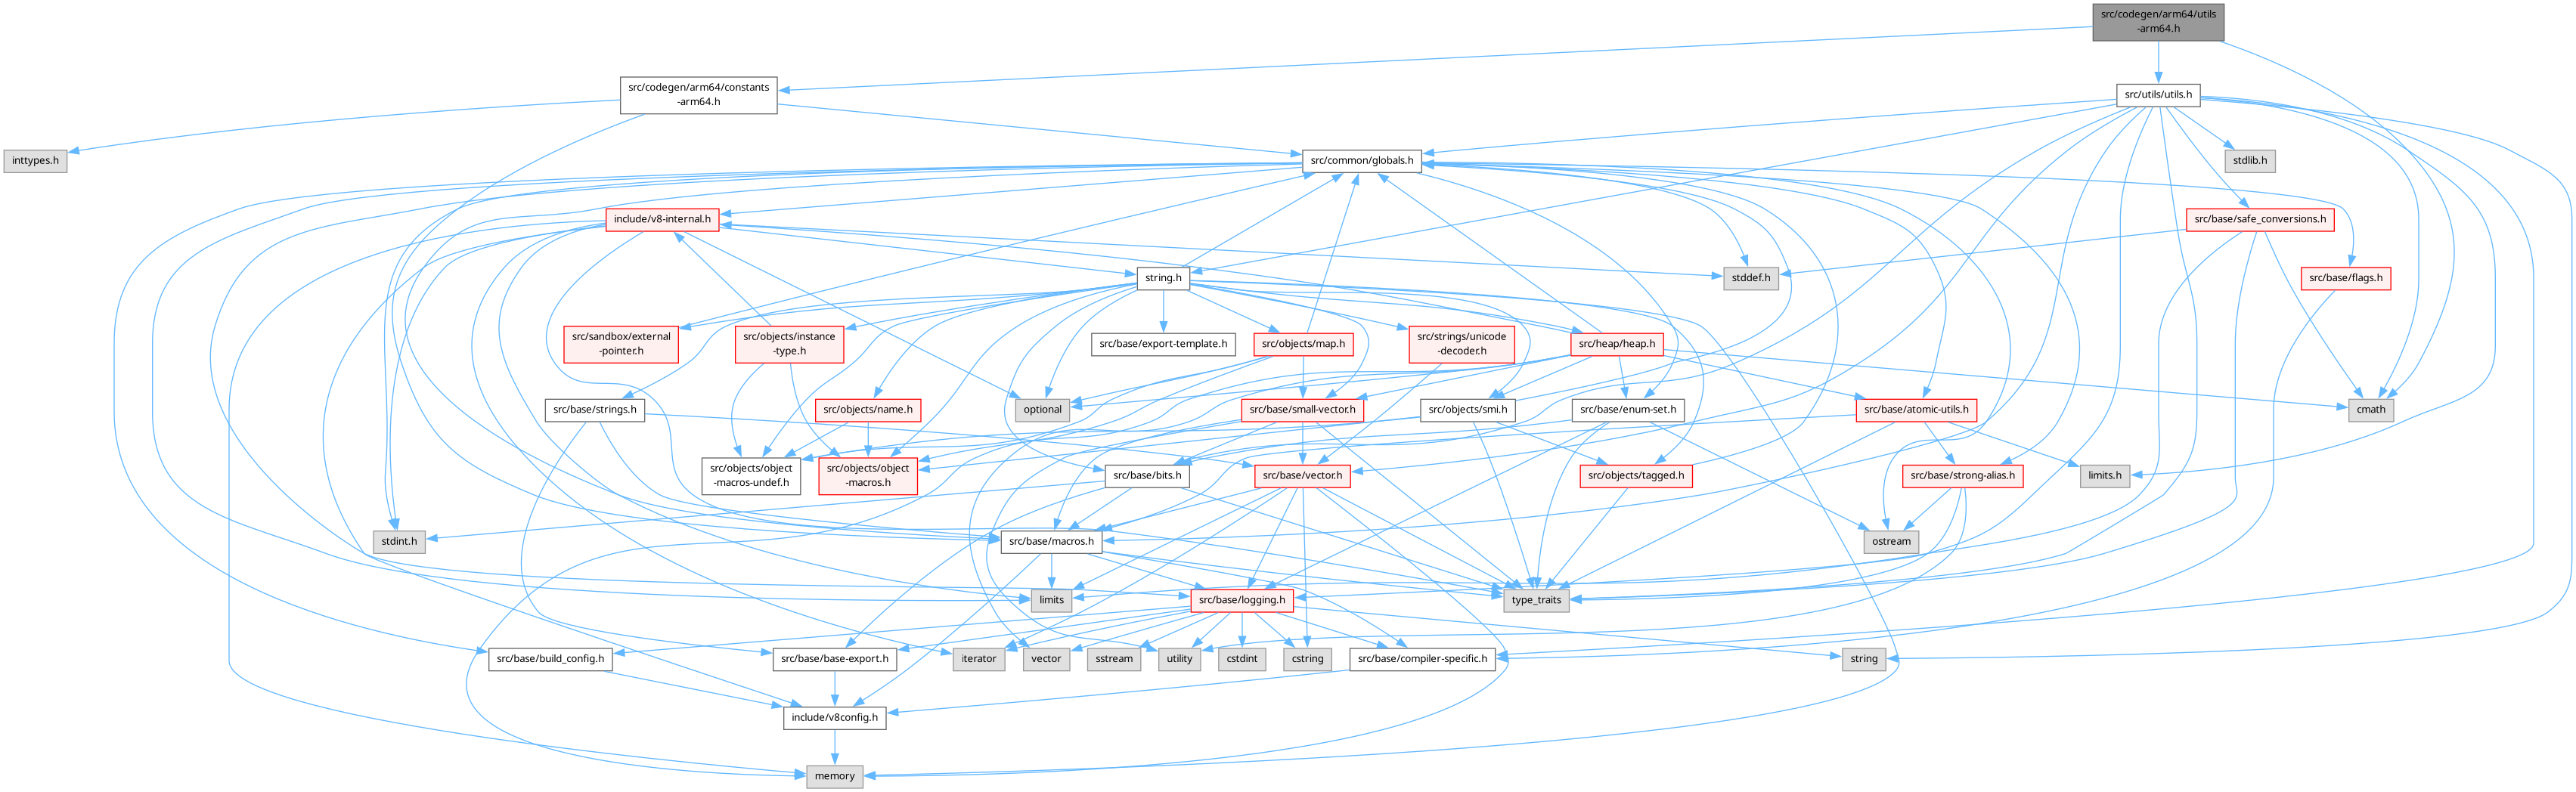 src/codegen/arm64/utils
-arm64.h
src/codegen/arm64/constants
-arm64.h
src/utils/utils.h
inttypes.h
src/common/globals.h
stdlib.h
include/v8-internal.h
src/base/safe_conversions.h
string.h
stddef.h
src/base/flags.h
src/sandbox/external
-pointer.h
src/objects/instance
-type.h
src/base/export-template.h
src/objects/map.h
src/strings/unicode
-decoder.h
src/heap/heap.h
src/base/strings.h
src/objects/name.h
optional
src/base/small-vector.h
src/objects/smi.h
src/base/enum-set.h
src/base/atomic-utils.h
cmath
src/objects/object
-macros-undef.h
src/objects/object
-macros.h
src/base/bits.h
src/base/vector.h
src/objects/tagged.h
src/base/strong-alias.h
limits.h
stdint.h
src/base/macros.h
ostream
limits
src/base/logging.h
type_traits
src/base/build_config.h
src/base/base-export.h
iterator
vector
sstream
utility
cstdint
cstring
src/base/compiler-specific.h
string
include/v8config.h
memory